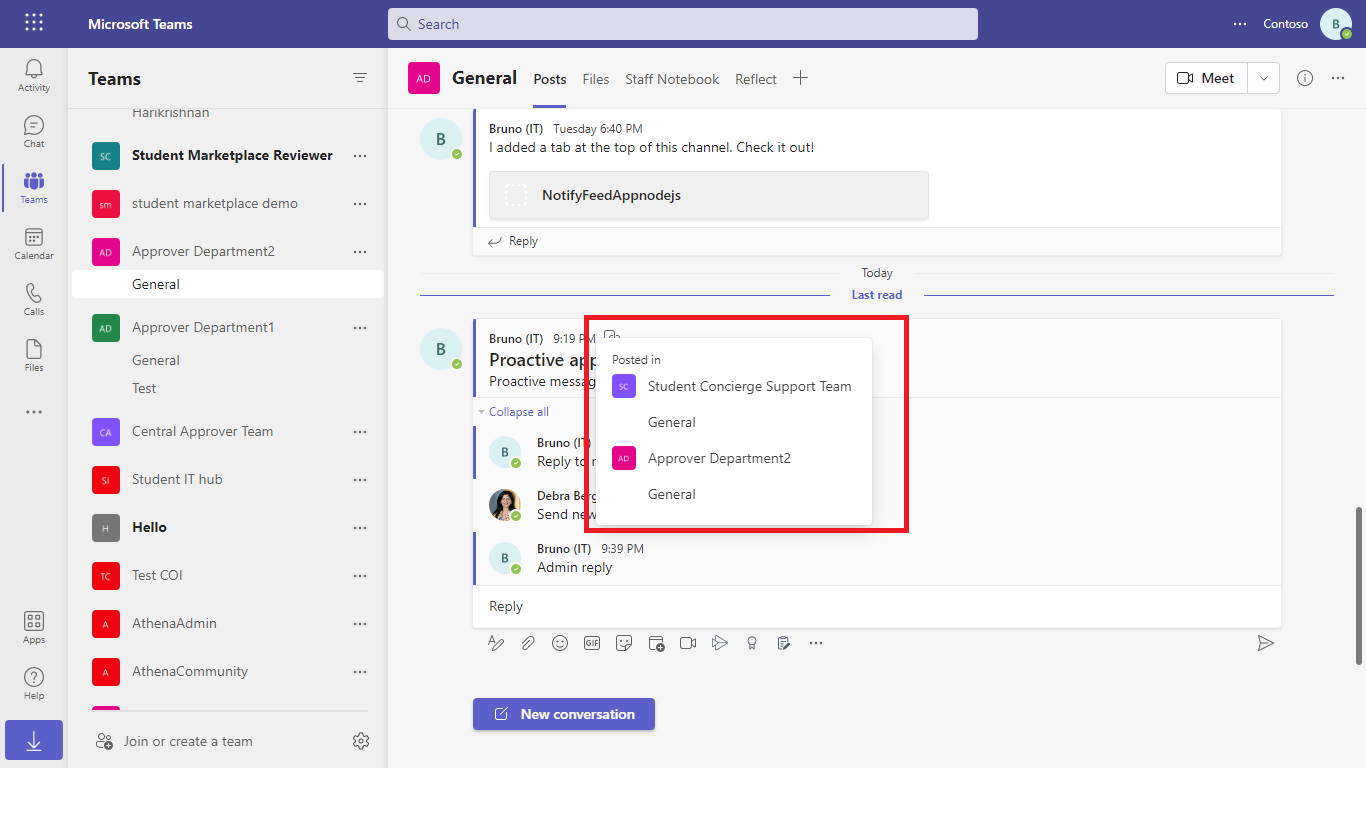 Microsoft Teams
Search
Contoso
B
Activity
Chat
Teams
Calendar
Calls
Files
Apps
Help
Teams
Harikrishnan
SC Student Marketplace Reviewer
sm student marketplace demo
AD Approver Department2
General
AD Approver Department1
General
Test
CA Central Approver Team
SI Student IT hub
H Hello
TC Test COI
A AthenaAdmin
A AthenaCommunity
Join or create a team
AD General Posts Files Staff Notebook Reflect
Meet
B
Bruno (IT) Tuesday 6:40 PM
I added a tab at the top of this channel. Check it out!
NotifyFeedAppnodejs
Reply
Today
Last read
B
Bruno (IT) 9:19 PM
Proactive app
Proactive messag
Collapse all
B
Bruno (IT)
Reply to
Debra Berg
Send new
B
Bruno (IT) 9:39 PM
Admin reply
Reply
GIF
Posted in
SC Student Concierge Support Team
General
AD Approver Department2
General
New conversation